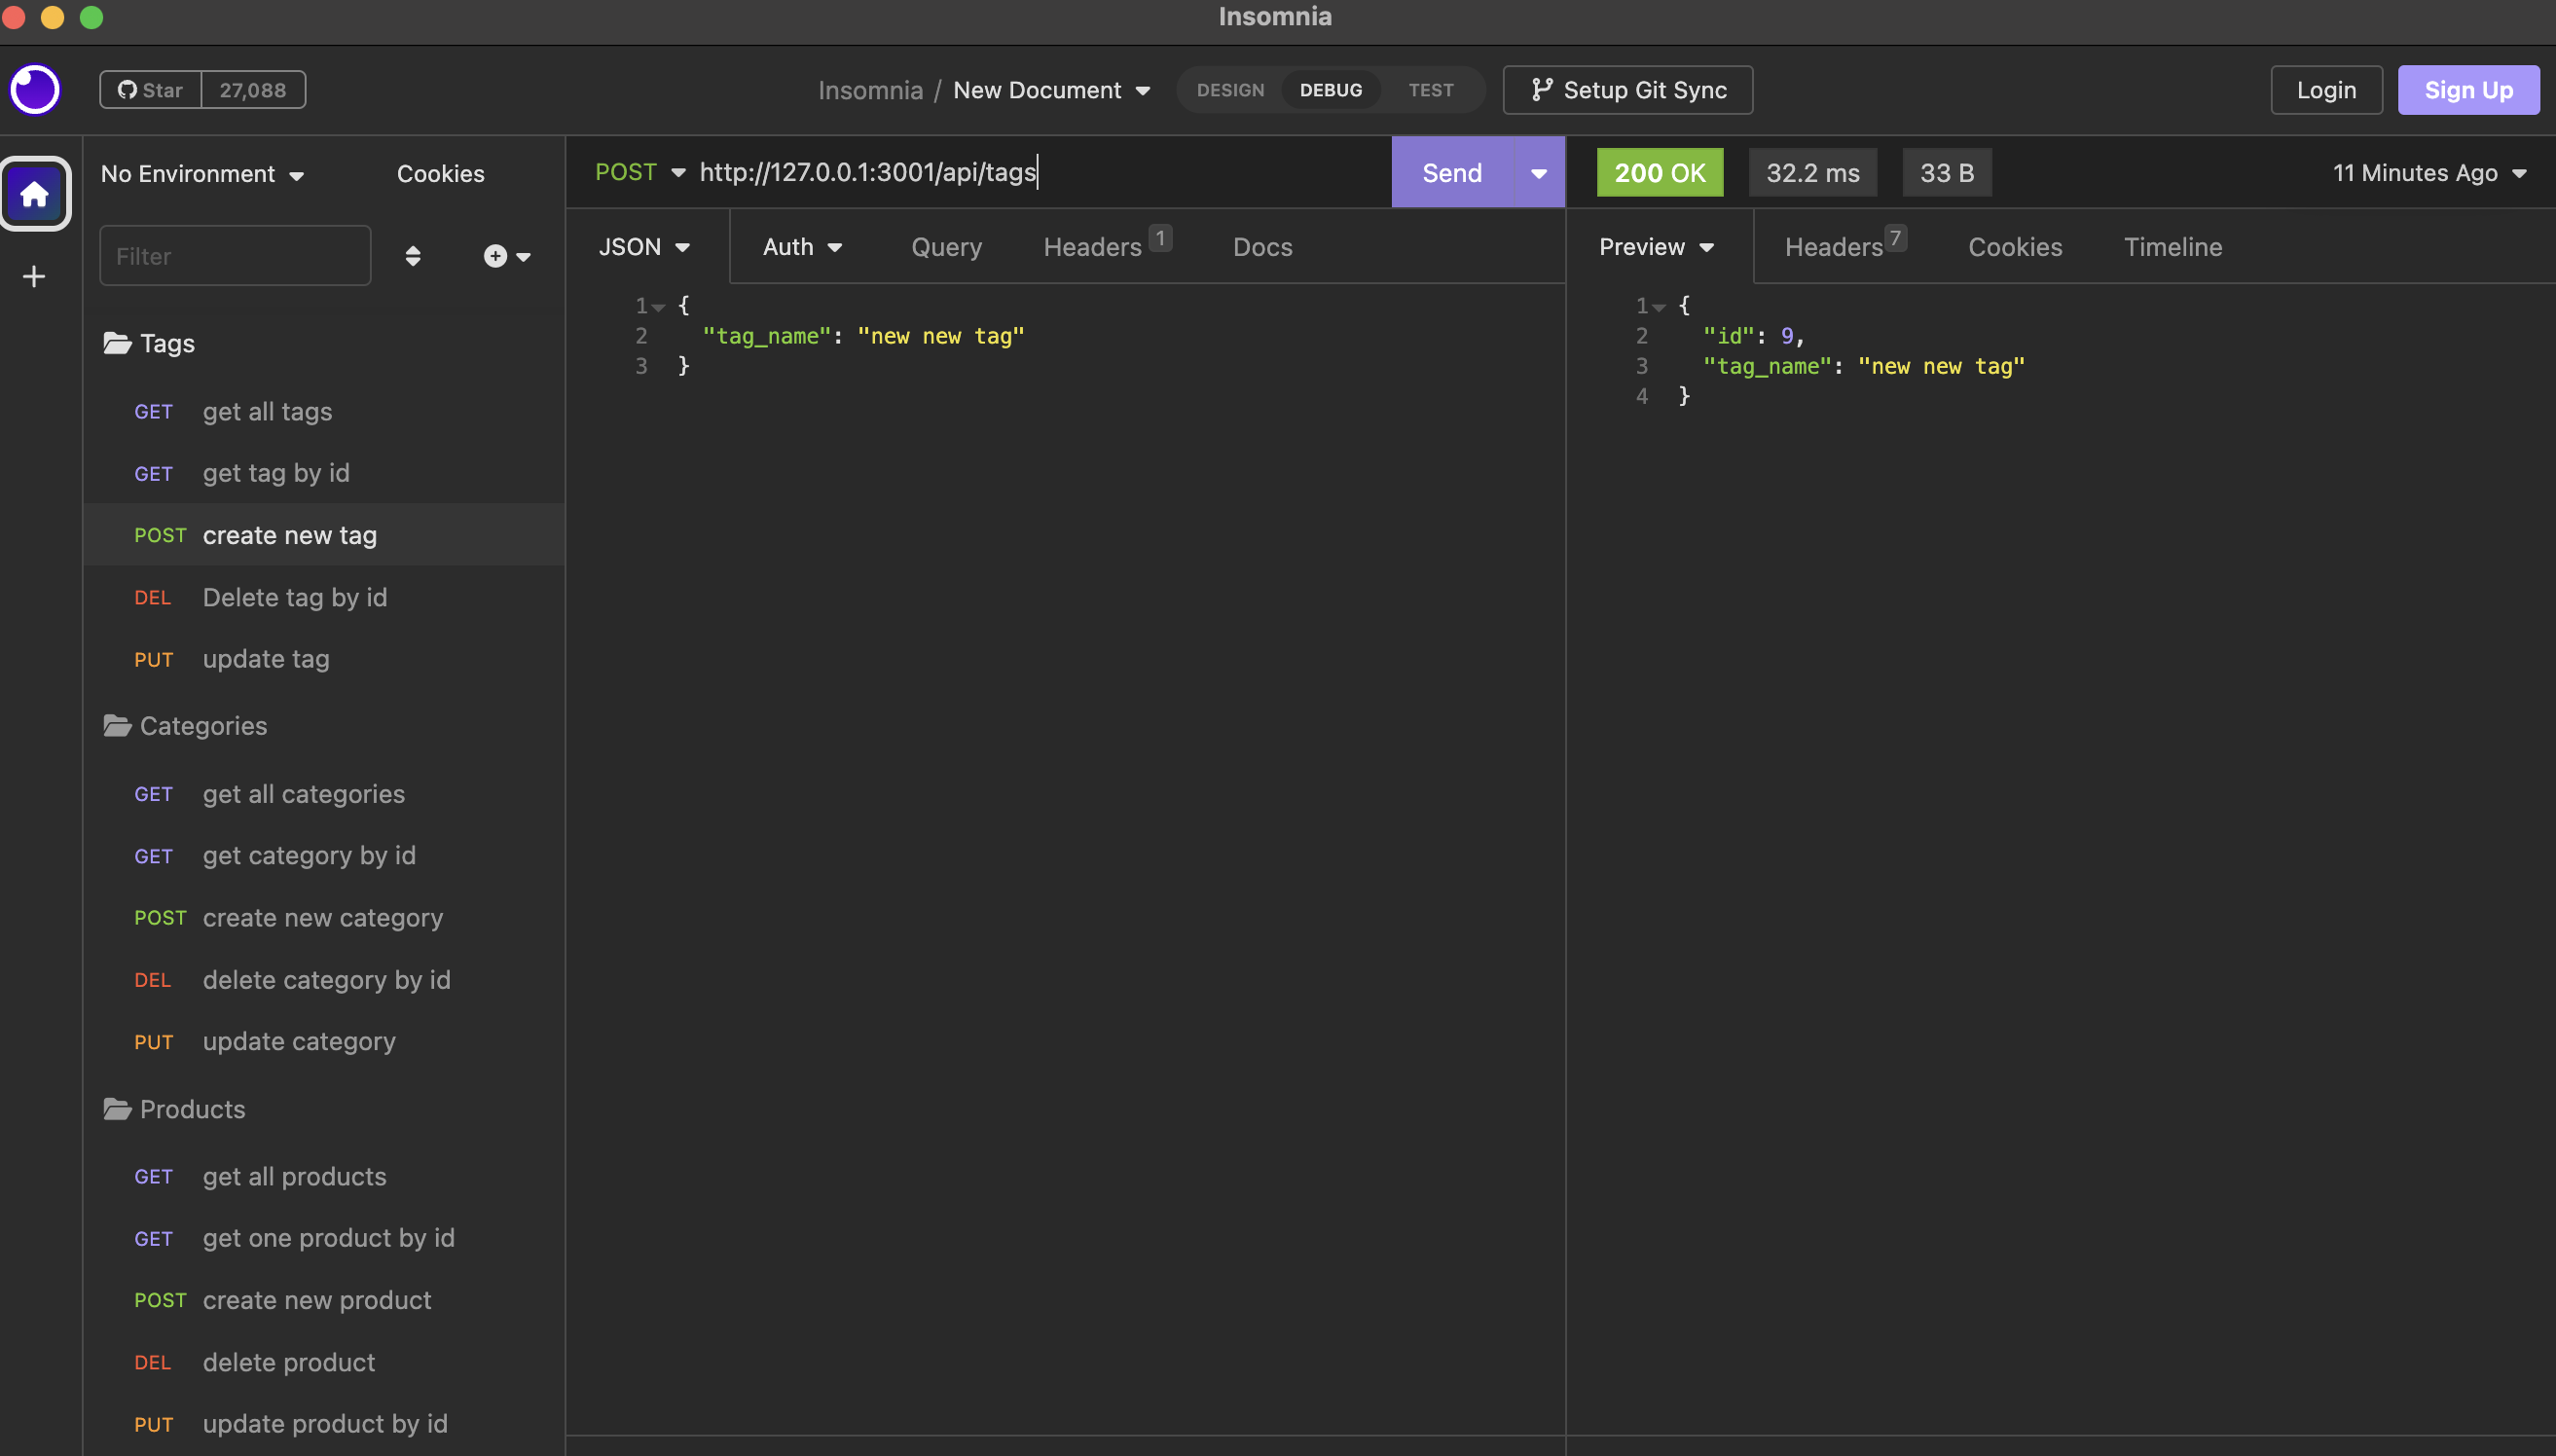 Insomnia
Star 27,088
Insomnia / New Document
DESIGN DEBUG TEST
Setup Git Sync
Login
Sign Up
No Environment
Cookies
Filter
Tags
GET get all tags
GET get tag by id
POST create new tag
DEL Delete tag by id
PUT update tag
Categories
GET get all categories
GET get category by id
POST create new category
DEL delete category by id
PUT update category
Products
GET get all products
GET get one product by id
POST create new product
DEL delete product
PUT update product by id
POST http://127.0.0.1:3001/api/tags
Send
JSON Auth Query Headers 1 Docs
1 {
2 "tag_name": "new new tag"
3 }
200 OK 32.2 ms 33 B 11 Minutes Ago
Preview Headers 7 Cookies Timeline
1 {
2 "id": 9,
3 "tag_name": "new new tag"
4 }